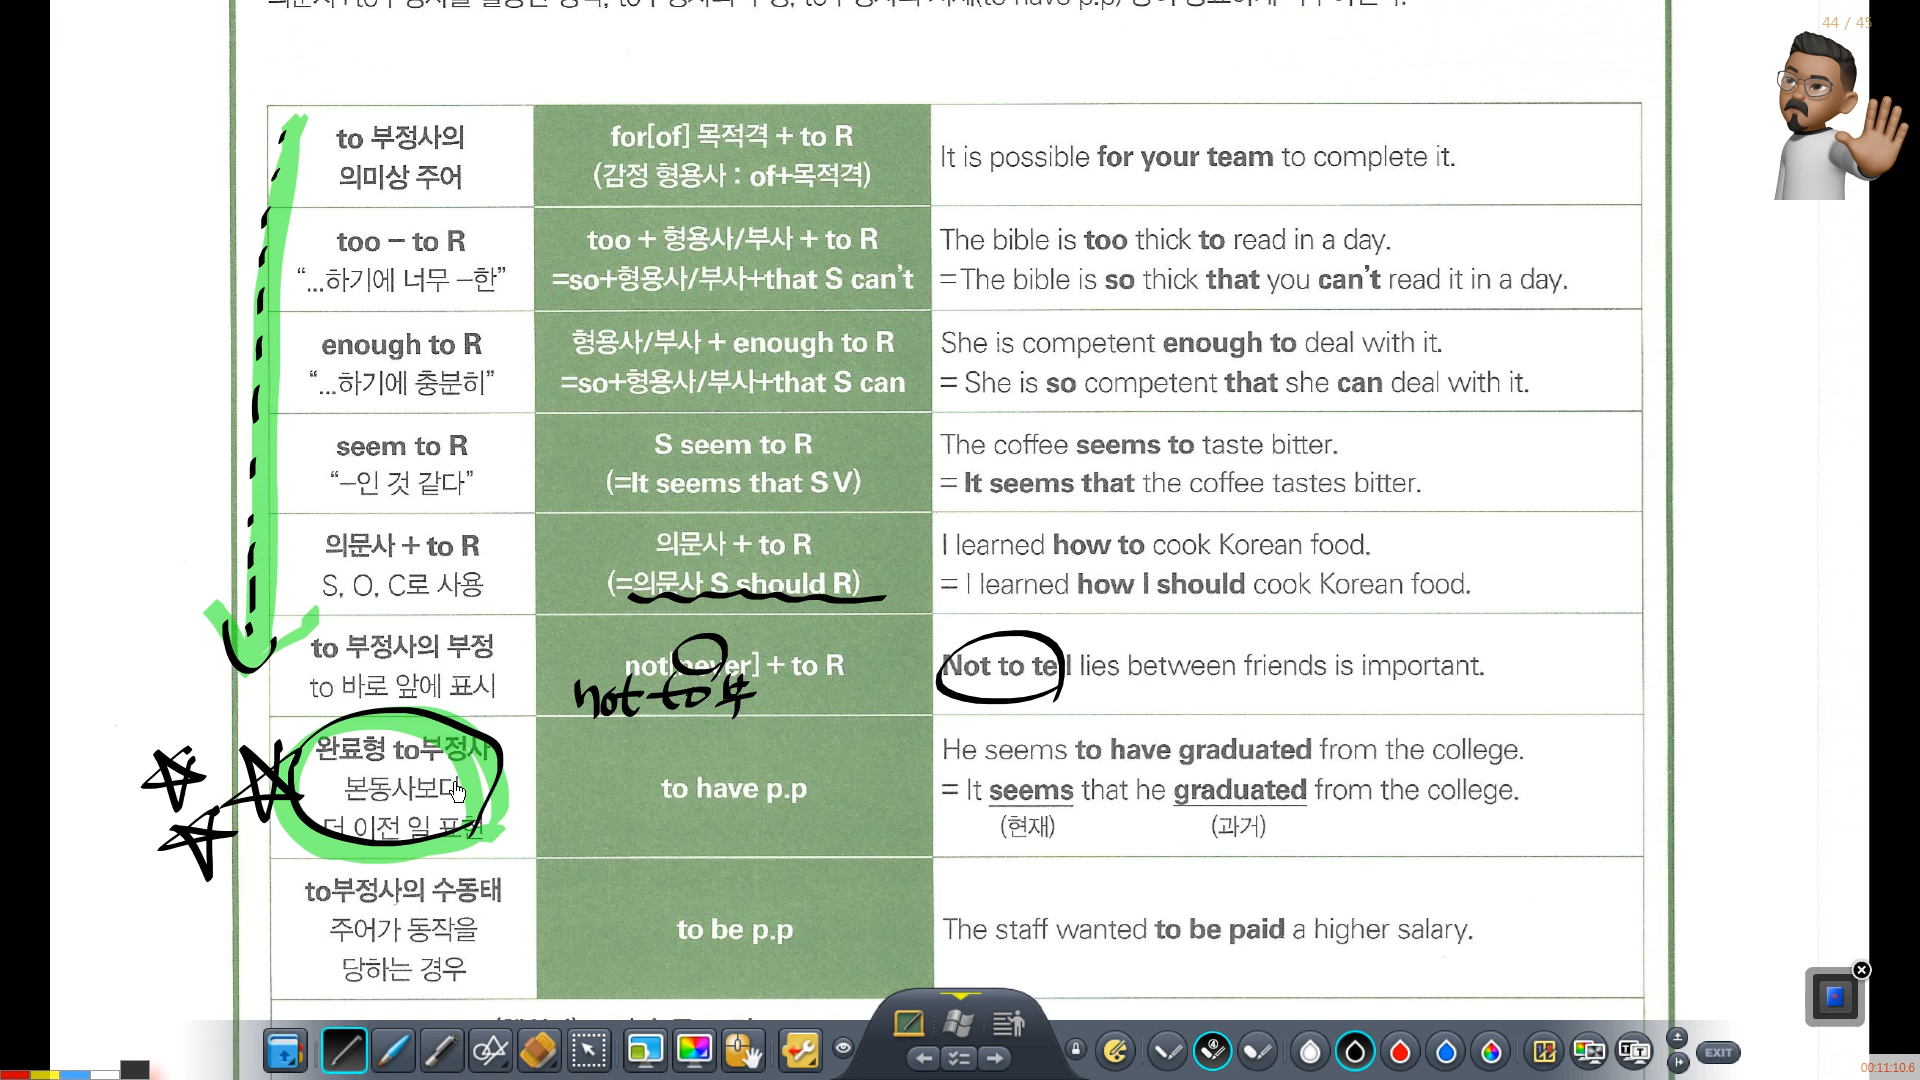 44 / 45
to 부정사의
의미상 주어
for[of] 목적격 + to R
(감정 형용사 : of+목적격)
It is possible for your team to complete it.
too – to R
“...하기에 너무 –한”
too + 형용사/부사 + to R
=so+형용사/부사+that S can't
The bible is too thick to read in a day.
= The bible is so thick that you can't read it in a day.
enough to R
“...하기에 충분히”
형용사/부사 + enough to R
=so+형용사/부사+that S can
She is competent enough to deal with it.
= She is so competent that she can deal with it.
seem to R
“–인 것 같다”
S seem to R
(=It seems that S V)
The coffee seems to taste bitter.
= It seems that the coffee tastes bitter.
의문사 + to R
S, O, C로 사용
의문사 + to R
(=의문사 S should R)
I learned how to cook Korean food.
= I learned how I should cook Korean food.
to 부정사의 부정
to 바로 앞에 표시
not[never] + to R
not to 부
Not to tell lies between friends is important.
완료형 to부정사
본동사보다
더 이전 일 표현
to have p.p
He seems to have graduated from the college.
= It seems that he graduated from the college.
(현재) (과거)
to부정사의 수동태
주어가 동작을
당하는 경우
to be p.p
The staff wanted to be paid a higher salary.
EXIT
00:11:10.6